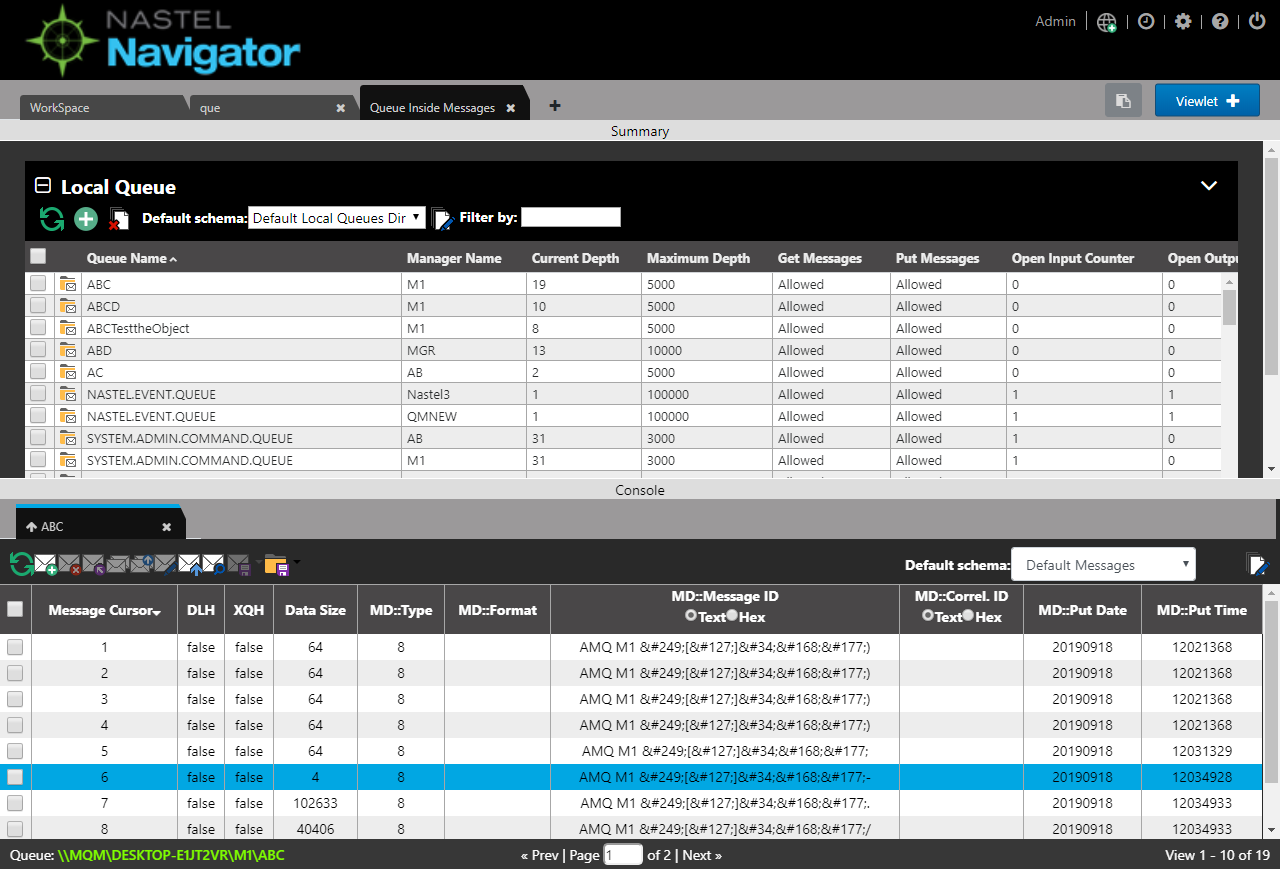 NASTEL
Navigator
Admin
WorkSpace
que
Queue Inside Messages
Viewlet
Summary
Local Queue
Default schema: Default Local Queues Dir Filter by:
Queue Name Manager Name Current Depth Maximum Depth Get Messages Put Messages Open Input Counter Open Outpu
ABC M1 19 5000 Allowed Allowed 0 0
ABCD M1 10 5000 Allowed Allowed 0 0
ABCTesttheObject M1 8 5000 Allowed Allowed 0 0
ABD MGR 13 10000 Allowed Allowed 0 0
AC AB 2 5000 Allowed Allowed 0 0
NASTEL.EVENT.QUEUE Nastel3 1 100000 Allowed Allowed 1 1
NASTEL.EVENT.QUEUE QMNEW 1 100000 Allowed Allowed 1 1
SYSTEM.ADMIN.COMMAND.QUEUE AB 31 3000 Allowed Allowed 1 0
SYSTEM.ADMIN.COMMAND.QUEUE M1 31 3000 Allowed Allowed 1 0
Console
ABC
Default schema: Default Messages
Message Cursor DLH XQH Data Size MD::Type MD::Format MD::Message ID Text Hex MD::Correl. ID Text Hex MD::Put Date MD::Put Time
1 false false 64 8 AMQ M1 &#249;[&#127;]&#34;&#168;&#177;) 20190918 12021368
2 false false 64 8 AMQ M1 &#249;[&#127;]&#34;&#168;&#177;) 20190918 12021368
3 false false 64 8 AMQ M1 &#249;[&#127;]&#34;&#168;&#177;) 20190918 12021368
4 false false 64 8 AMQ M1 &#249;[&#127;]&#34;&#168;&#177;) 20190918 12021368
5 false false 64 8 AMQ M1 &#249;[&#127;]&#34;&#168;&#177; 20190918 12031329
6 false false 4 8 AMQ M1 &#249;[&#127;]&#34;&#168;&#177;- 20190918 12034928
7 false false 102633 8 AMQ M1 &#249;[&#127;]&#34;&#168;&#177;. 20190918 12034933
8 false false 40406 8 AMQ M1 &#249;[&#127;]&#34;&#168;&#177;/ 20190918 12034933
Queue: \\MQM\DESKTOP-E1JT2VR\M1\ABC « Prev | Page 1 of 2 | Next » View 1 - 10 of 19